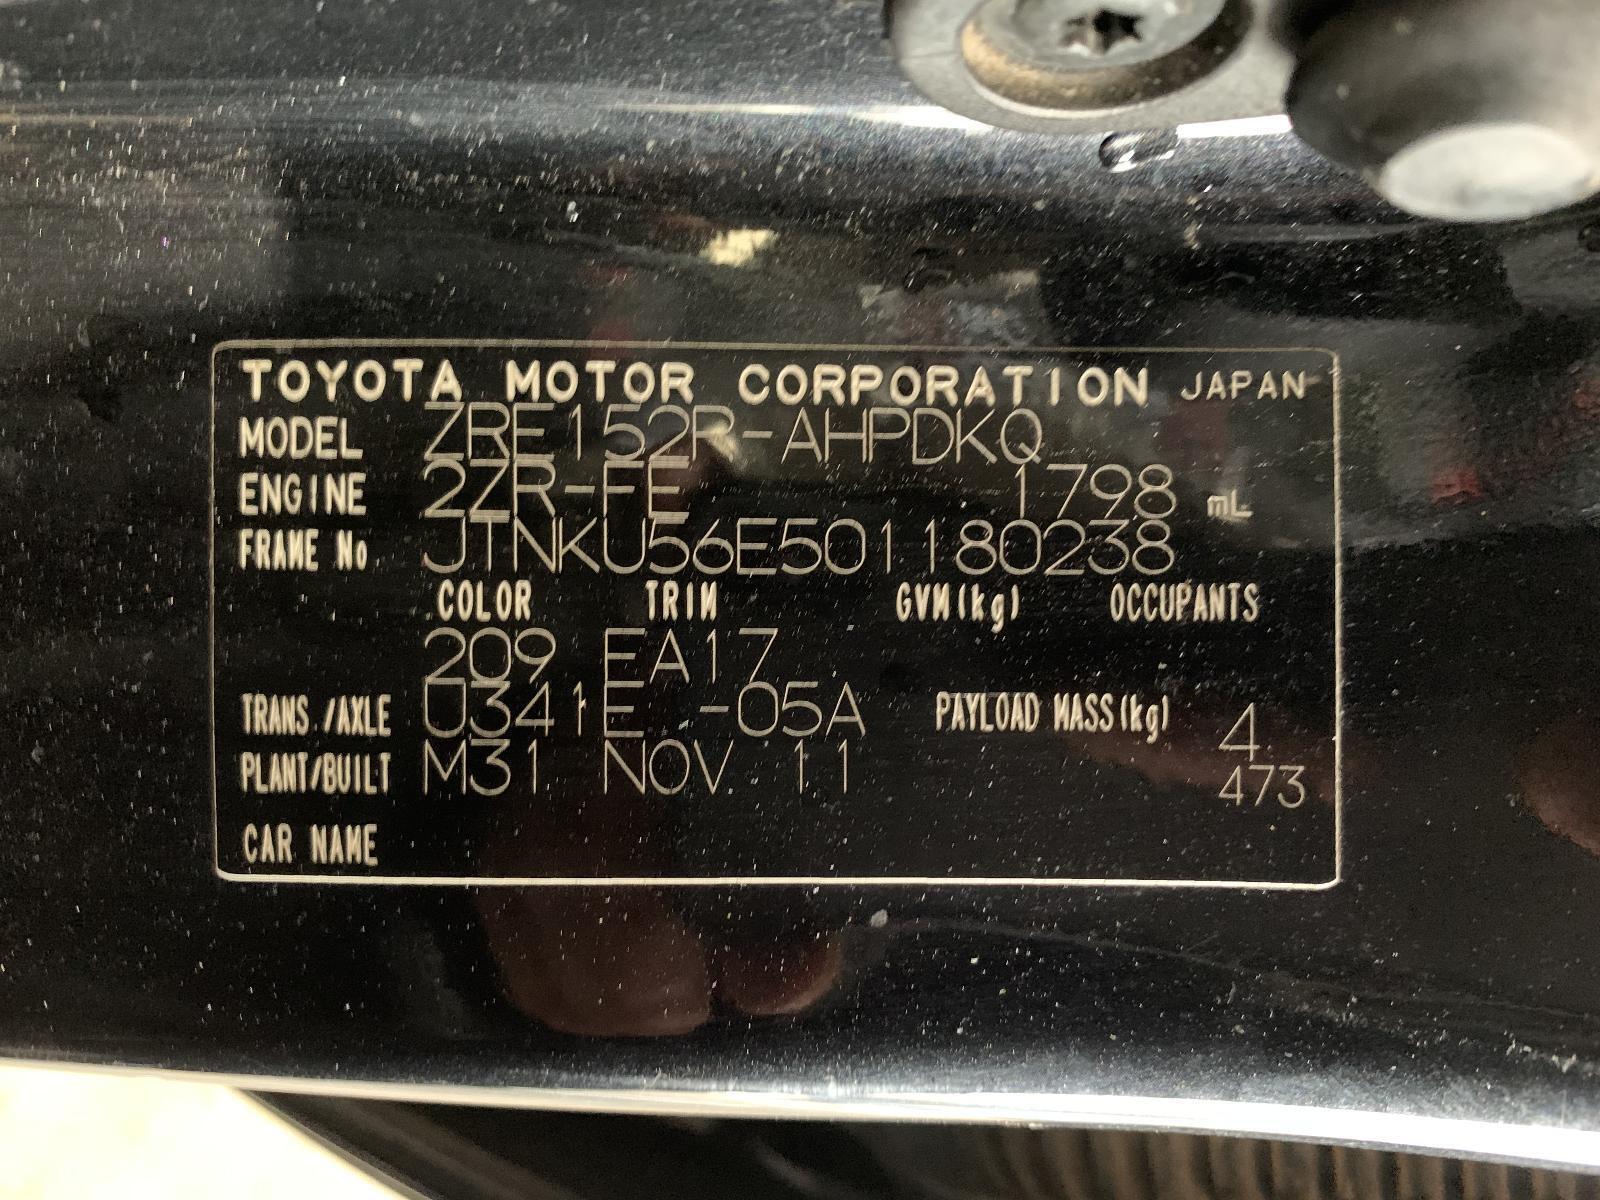 TOYOTA MOTOR CORPORATION JAPAN
MODEL ZRE152R-AHPDKQ
ENGINE 2ZR-FE 1798 mL
FRAME No JTNKU56E501180238
COLOR TRIM GVM(kg) OCCUPANTS
209 EA17
TRANS./AXLE U341E -05A PAYLOAD MASS(kg) 4
PLANT/BUILT M31 NOV 11 473
CAR NAME